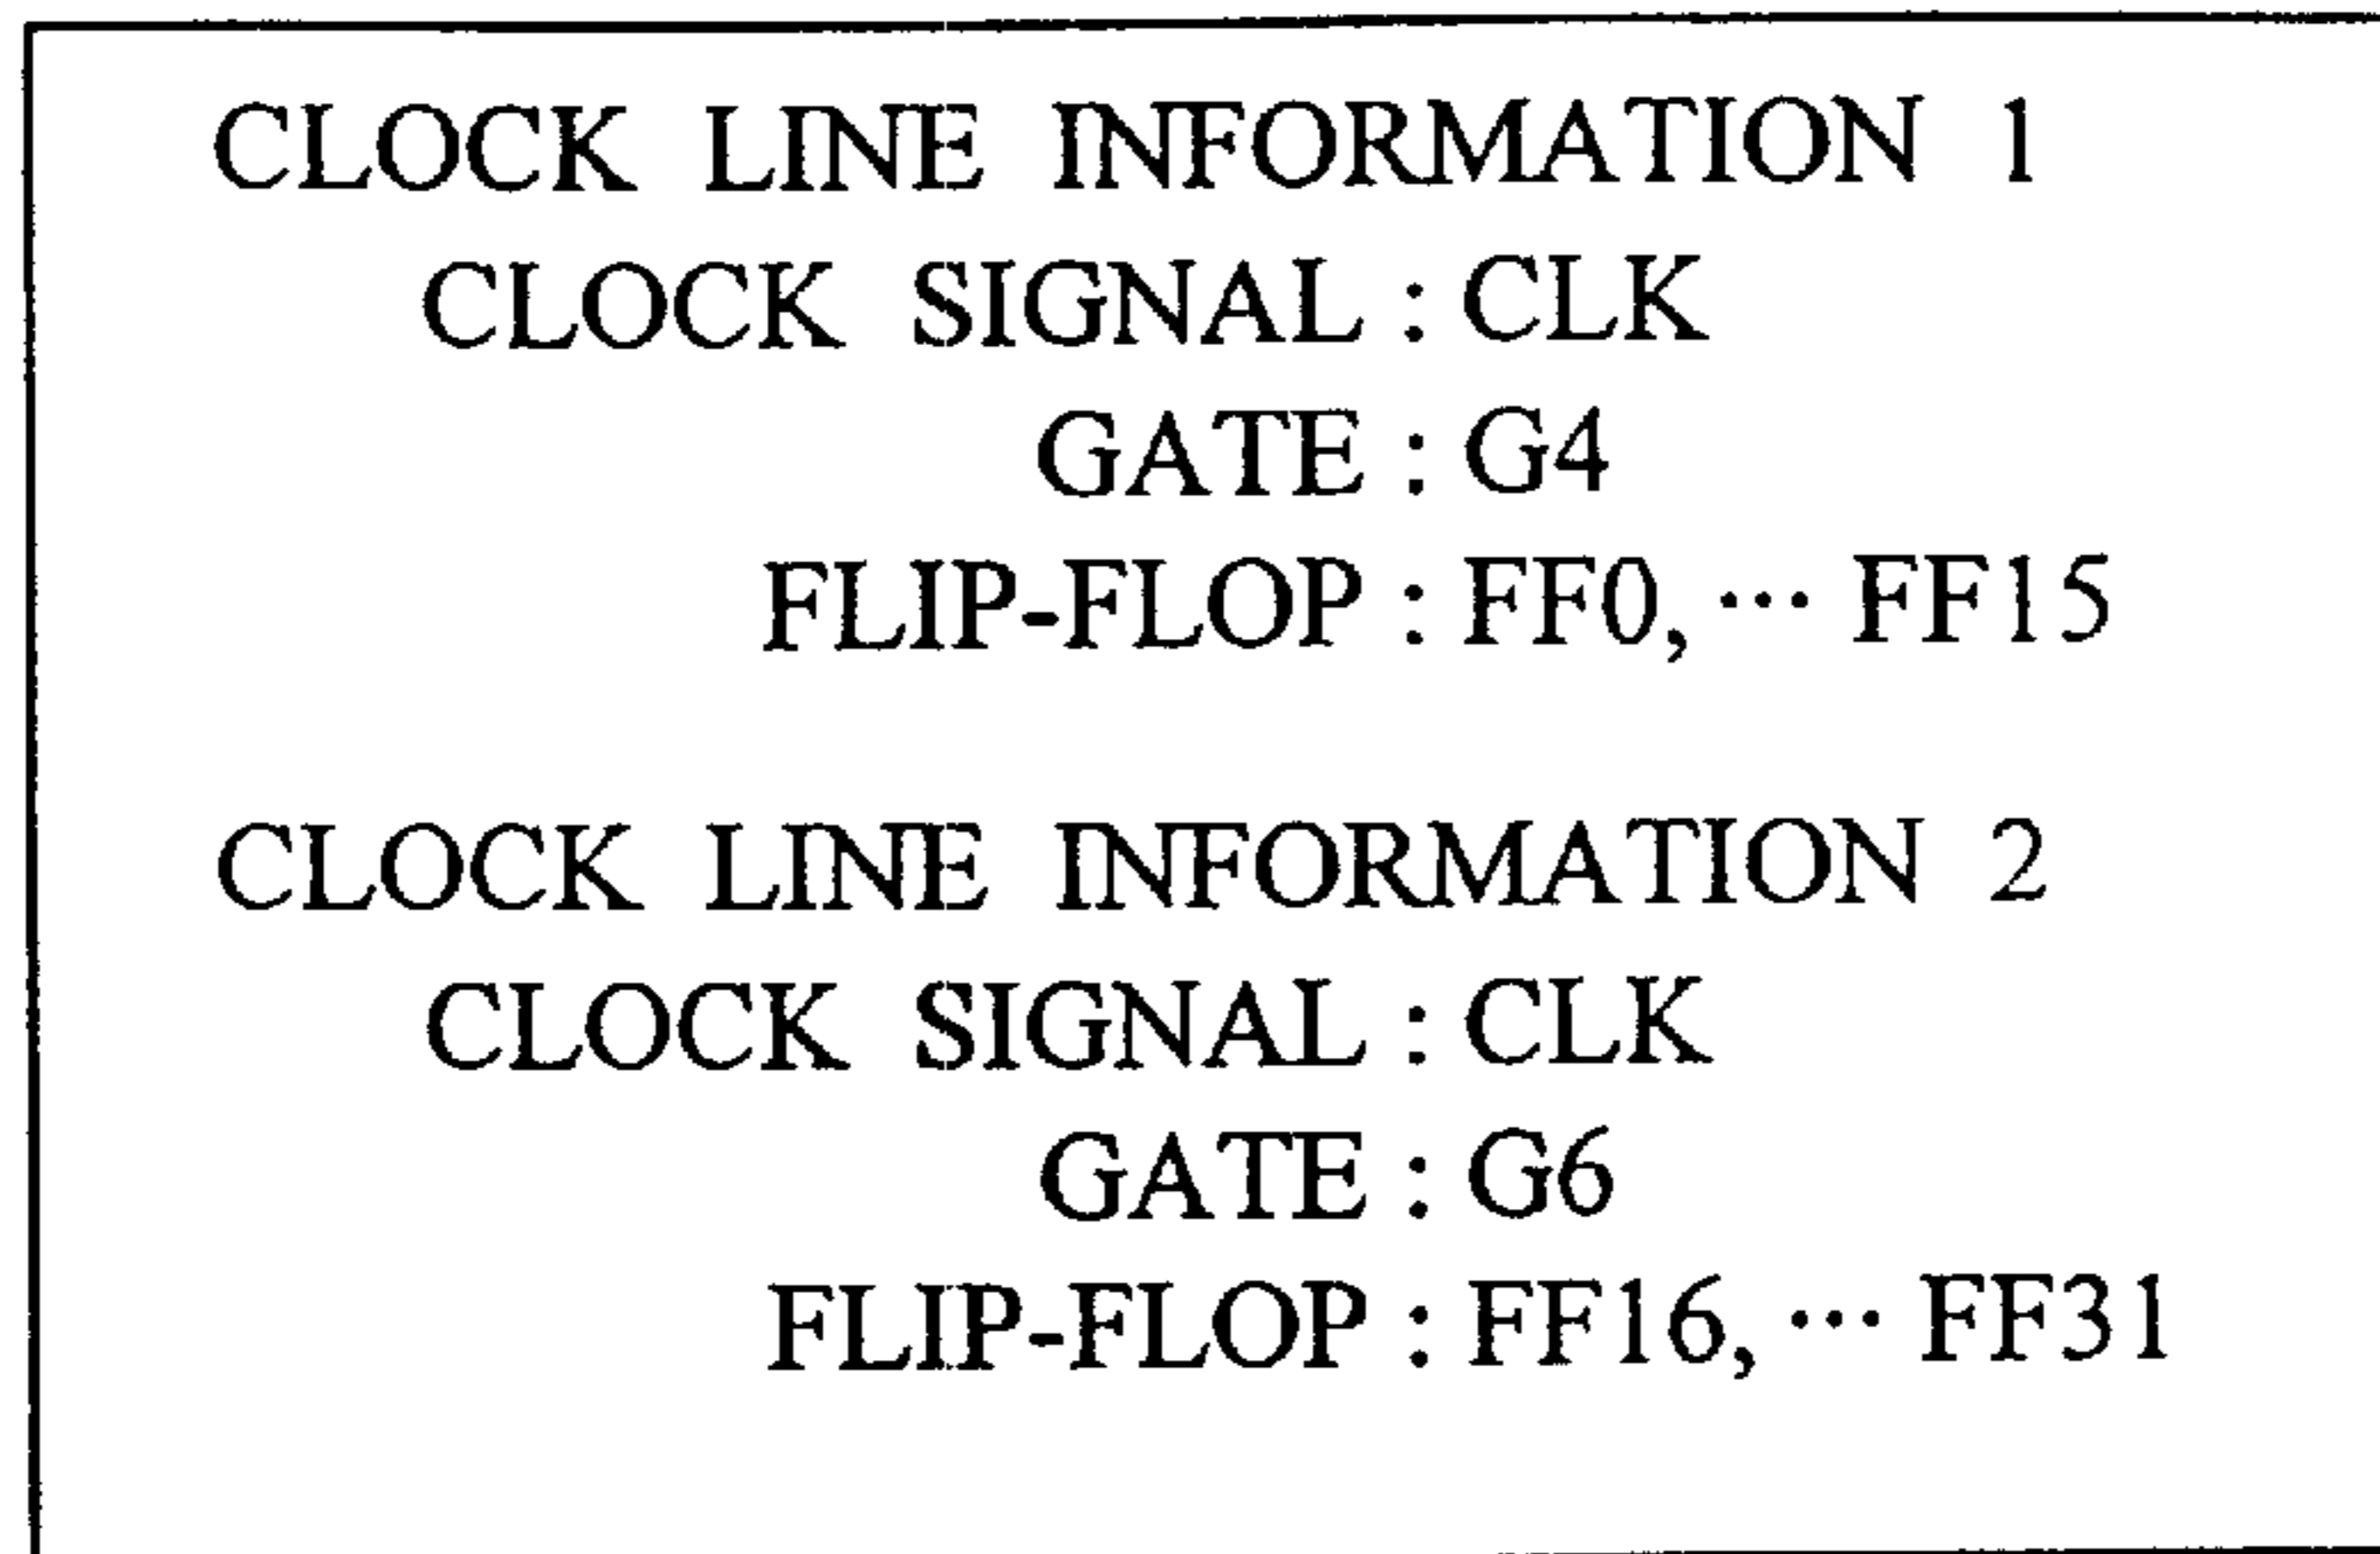 CLOCK LINE INFORMATION 1
CLOCK SIGNAL : CLK
GATE : G4
FLIP-FLOP : FF0, ··· FF15
CLOCK LINE INFORMATION 2
CLOCK SIGNAL : CLK
GATE : G6
FLIP-FLOP : FF16, ··· FF31